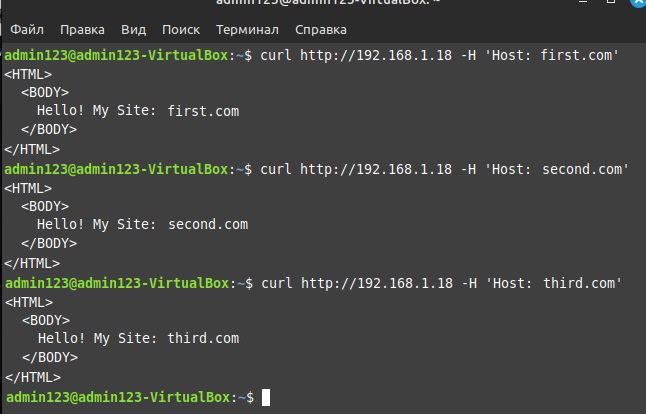 admin123@admin123-VirtualBox: ~
Файл Правка Вид Поиск Терминал Справка
admin123@admin123-VirtualBox:~$ curl http://192.168.1.18 -H 'Host: first.com'
<HTML>
  <BODY>
    Hello! My Site: first.com
  </BODY>
</HTML>
admin123@admin123-VirtualBox:~$ curl http://192.168.1.18 -H 'Host: second.com'
<HTML>
  <BODY>
    Hello! My Site: second.com
  </BODY>
</HTML>
admin123@admin123-VirtualBox:~$ curl http://192.168.1.18 -H 'Host: third.com'
<HTML>
  <BODY>
    Hello! My Site: third.com
  </BODY>
</HTML>
admin123@admin123-VirtualBox:~$